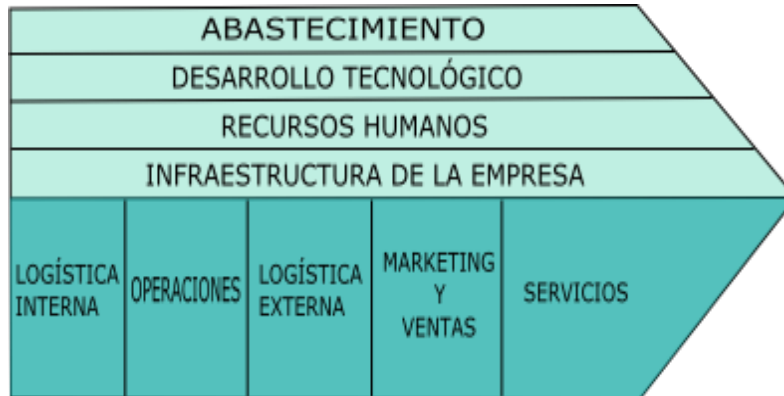 ABASTECIMIENTO
DESARROLLO TECNOLÓGICO
RECURSOS HUMANOS
INFRAESTRUCTURA DE LA EMPRESA
LOGÍSTICA
INTERNA
OPERACIONES
LOGÍSTICA
EXTERNA
MARKETING
Y
VENTAS
SERVICIOS